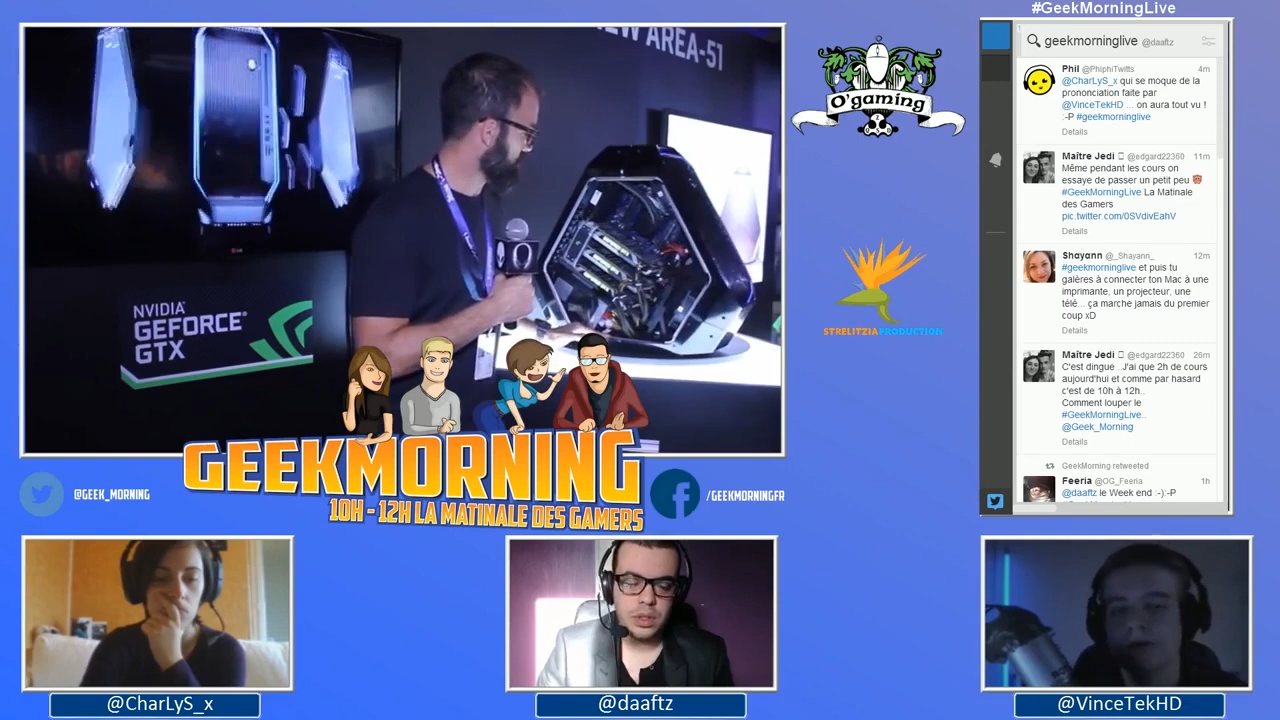 #GeekMorningLive
NEW AREA-51
NVIDIA
GEFORCE®
GTX
O'gaming
STRELITZIAPRODUCTION
geekmorninglive @daaftz
Phil @PhiphiTwitts 4m
@CharLyS_x qui se moque de la
prononciation faite par
@VinceTekHD ... on aura tout vu !
:-P #geekmorninglive
Details
Maître Jedi @edgard22360 11m
Même pendant les cours on
essaye de passer un petit peu
#GeekMorningLive La Matinale
des Gamers
pic.twitter.com/0SVdivEahV
Details
Shayann @_Shayann_ 12m
#geekmorninglive et puis tu
galères à connecter ton Mac à une
imprimante, un projecteur, une
télé... ça marche jamais du premier
coup xD
Details
Maître Jedi @edgard22360 26m
C'est dingue ..J'ai que 2h de cours
aujourd'hui et comme par hasard
c'est de 10h à 12h..
Comment louper le
#GeekMorningLive..
@Geek_Morning
Details
GeekMorning retweeted
Feeria @OG_Feeria 1h
@daaftz le Week end :-):-P
GEEKMORNING
10H - 12H LA MATINALE DES GAMERS
@GEEK_MORNING
/GEEKMORNINGFR
@CharLyS_x
@daaftz
@VinceTekHD